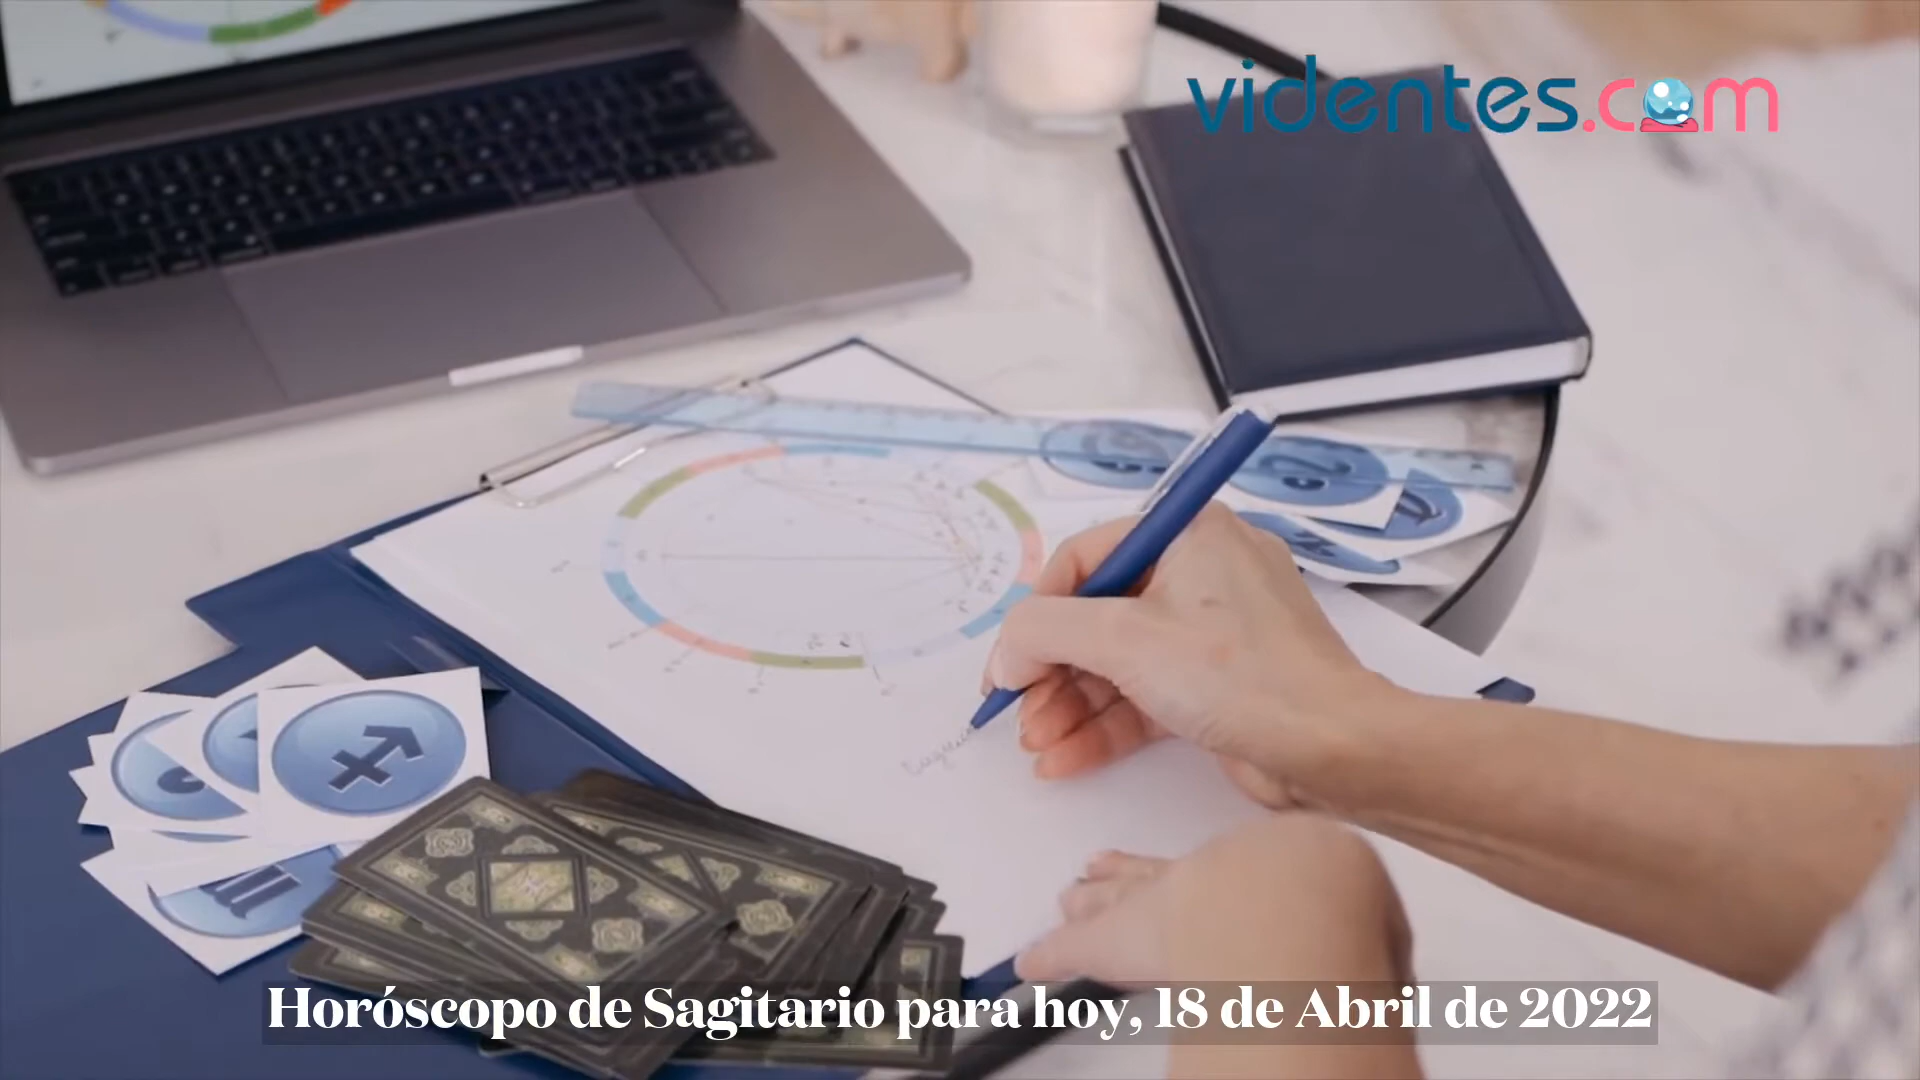 videntes.com
Horóscopo de Sagitario para hoy, 18 de Abril de 2022